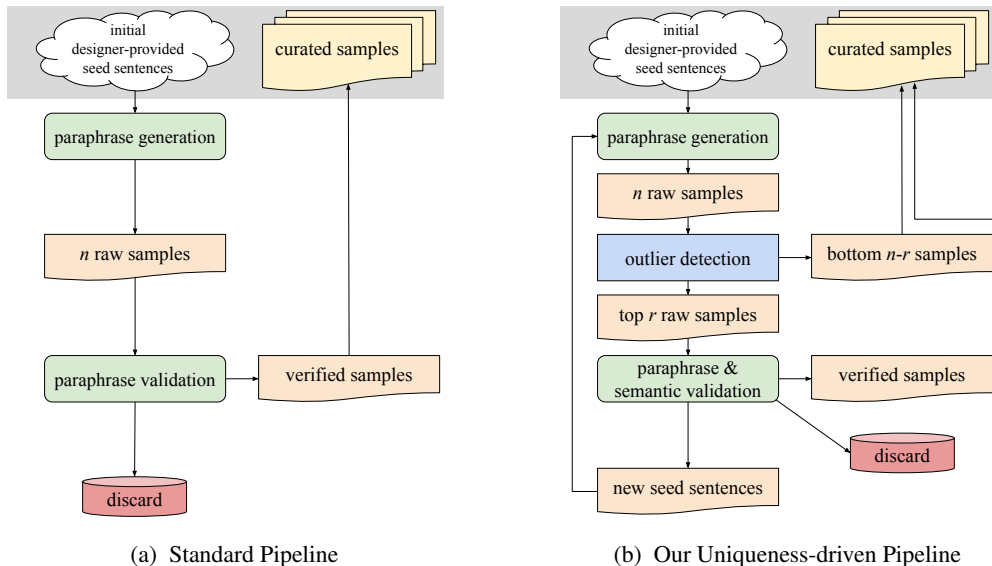 initial
designer-provided
seed sentences
curated samples
paraphrase generation
n raw samples
paraphrase validation
verified samples
discard
(a) Standard Pipeline
initial
designer-provided
seed sentences
curated samples
paraphrase generation
n raw samples
outlier detection
bottom n-r samples
top r raw samples
paraphrase &
semantic validation
verified samples
discard
new seed sentences
(b) Our Uniqueness-driven Pipeline